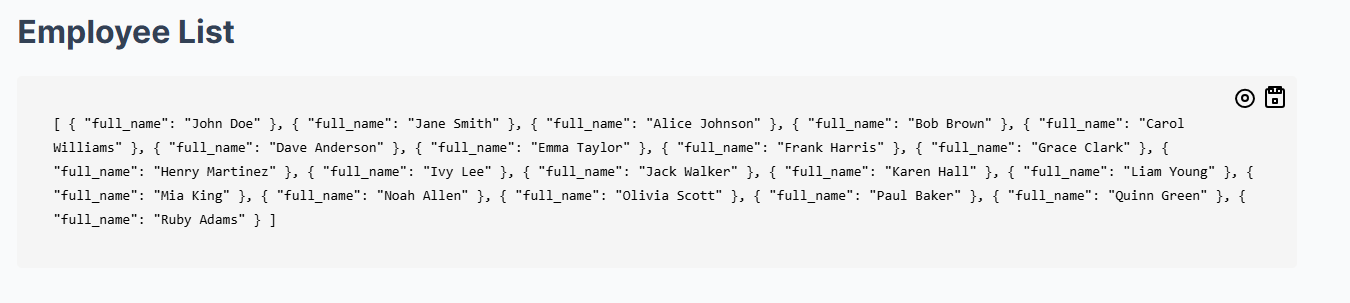 Employee List
[ { "full_name": "John Doe" }, { "full_name": "Jane Smith" }, { "full_name": "Alice Johnson" }, { "full_name": "Bob Brown" }, { "full_name": "Carol
Williams" }, { "full_name": "Dave Anderson" }, { "full_name": "Emma Taylor" }, { "full_name": "Frank Harris" }, { "full_name": "Grace Clark" }, {
"full_name": "Henry Martinez" }, { "full_name": "Ivy Lee" }, { "full_name": "Jack Walker" }, { "full_name": "Karen Hall" }, { "full_name": "Liam Young" }, {
"full_name": "Mia King" }, { "full_name": "Noah Allen" }, { "full_name": "Olivia Scott" }, { "full_name": "Paul Baker" }, { "full_name": "Quinn Green" }, {
"full_name": "Ruby Adams" } ]